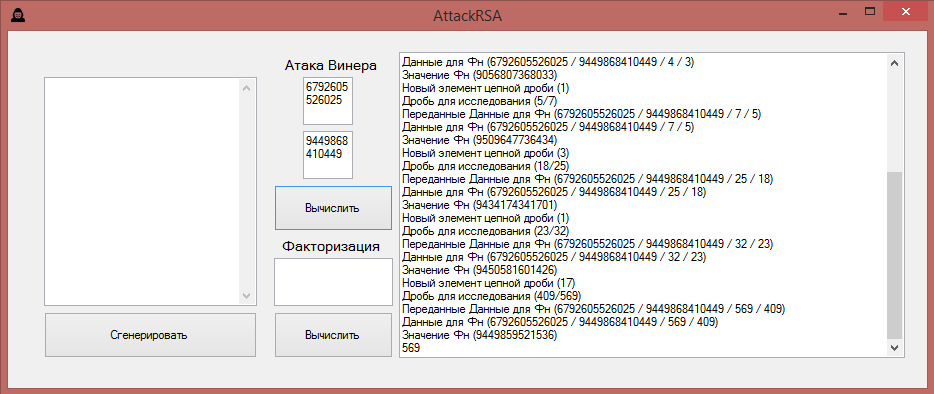 AttackRSA
Атака Винера
6792605
526025
9449868
410449
Вычислить
Факторизация
Вычислить
Сгенерировать
Данные для Фн (6792605526025 / 9449868410449 / 4 / 3)
Значение Фн (9056807368033)
Новый элемент цепной дроби (1)
Дробь для исследования (5/7)
Переданные Данные для Фн (6792605526025 / 9449868410449 / 7 / 5)
Данные для Фн (6792605526025 / 9449868410449 / 7 / 5)
Значение Фн (9509647736434)
Новый элемент цепной дроби (3)
Дробь для исследования (18/25)
Переданные Данные для Фн (6792605526025 / 9449868410449 / 25 / 18)
Данные для Фн (6792605526025 / 9449868410449 / 25 / 18)
Значение Фн (9434174341701)
Новый элемент цепной дроби (1)
Дробь для исследования (23/32)
Переданные Данные для Фн (6792605526025 / 9449868410449 / 32 / 23)
Данные для Фн (6792605526025 / 9449868410449 / 32 / 23)
Значение Фн (9450581601426)
Новый элемент цепной дроби (17)
Дробь для исследования (409/569)
Переданные Данные для Фн (6792605526025 / 9449868410449 / 569 / 409)
Данные для Фн (6792605526025 / 9449868410449 / 569 / 409)
Значение Фн (9449859521536)
569